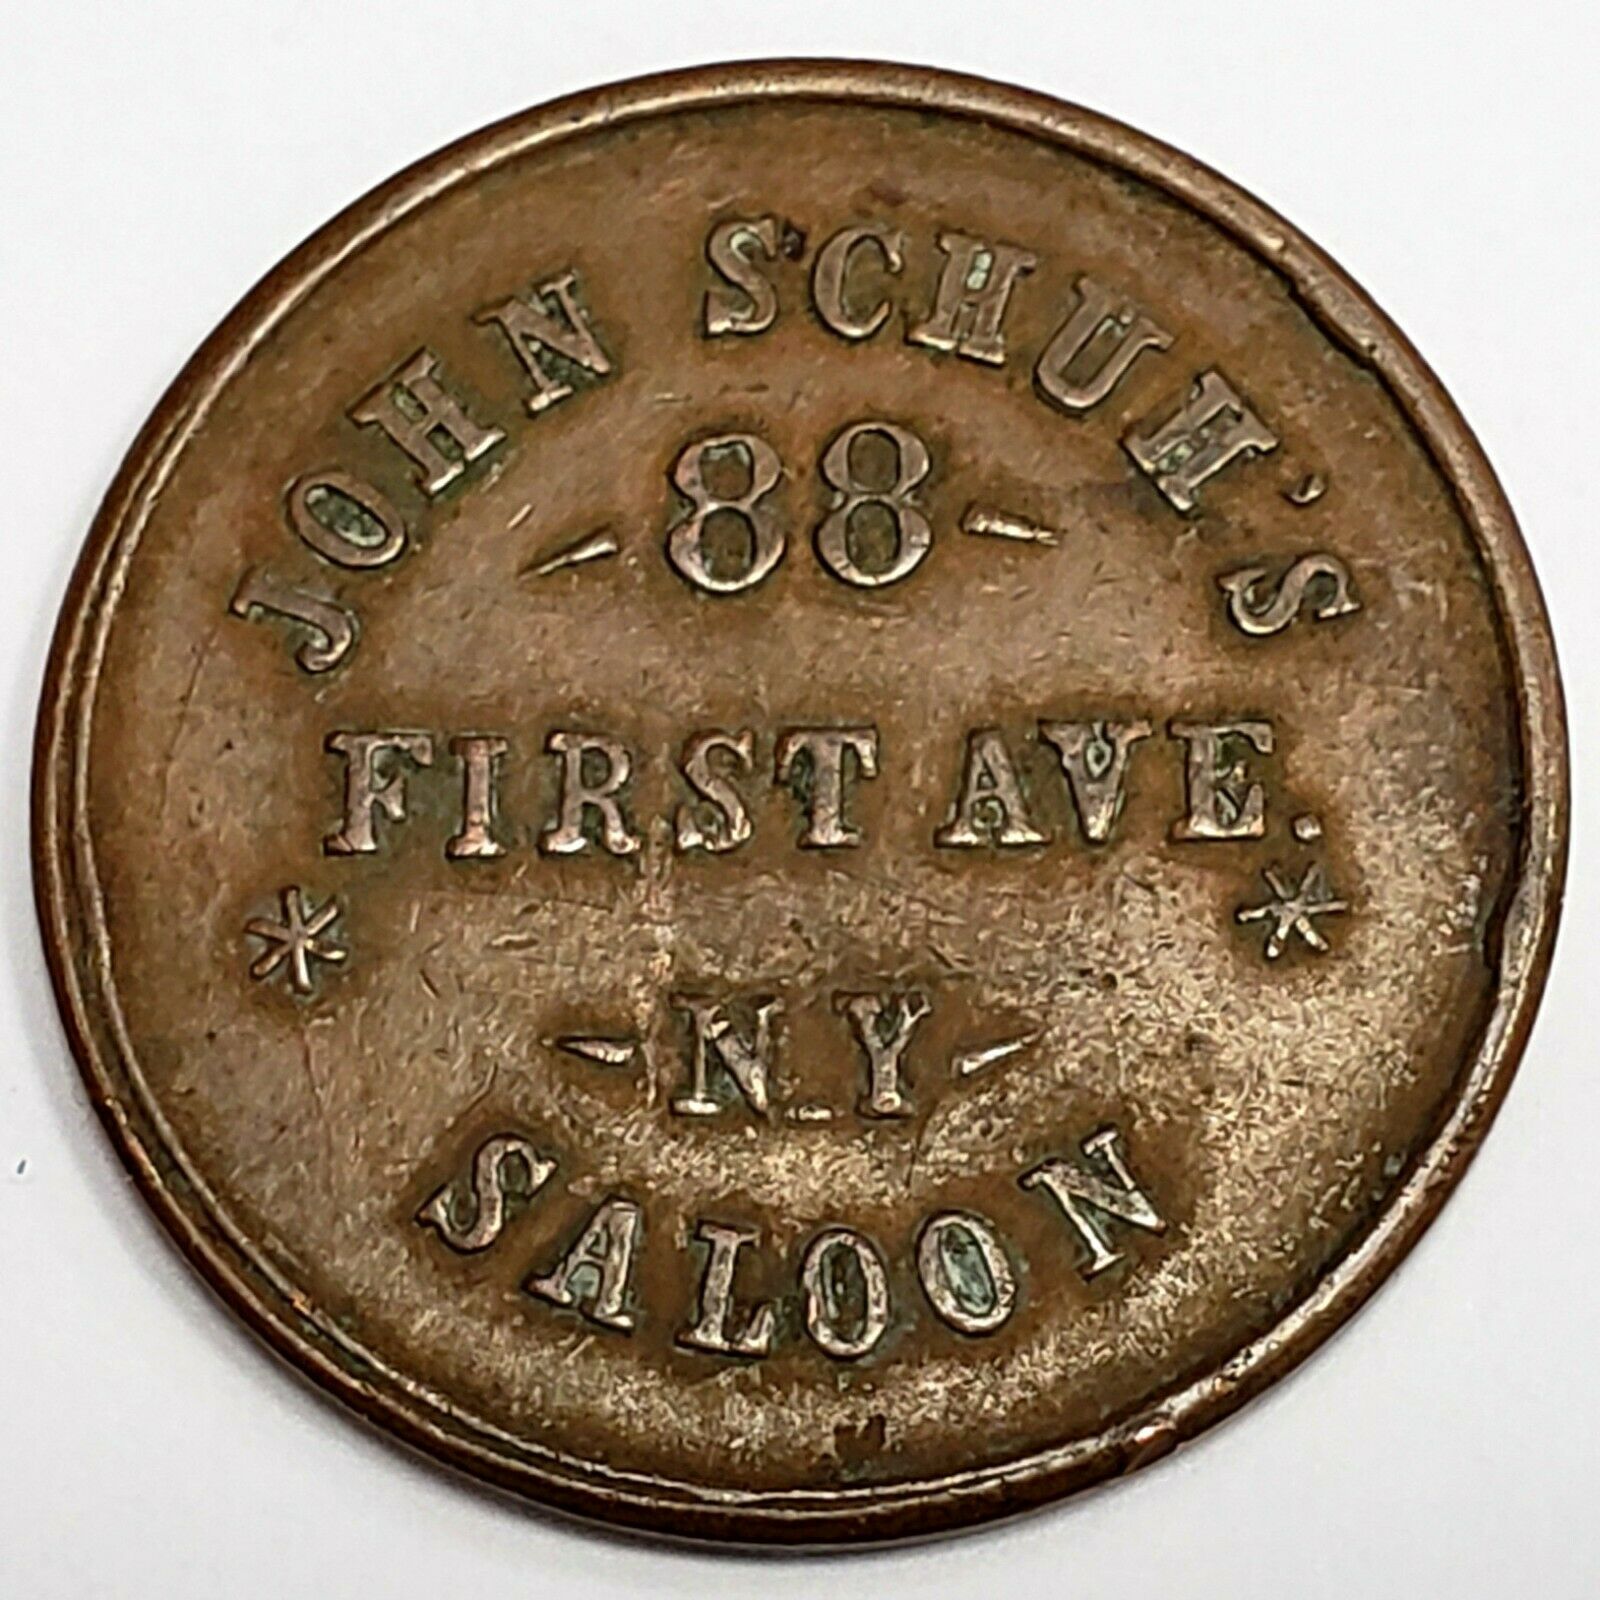 JOHN SCHUH'S
- 88 -
FIRST AVE.
* *
- N Y -
SALOON